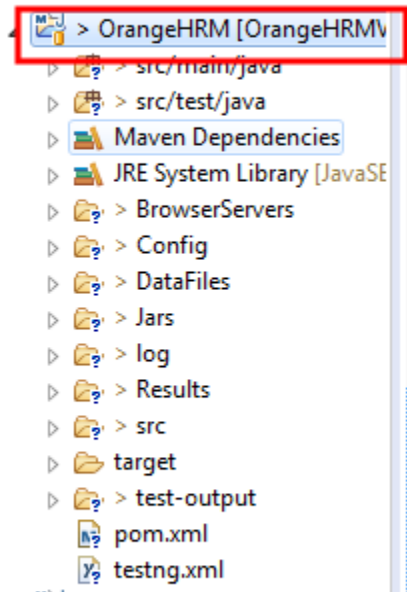 > OrangeHRM [OrangeHRM
> src/main/java
> src/test/java
Maven Dependencies
JRE System Library [JavaSE
> BrowserServers
> Config
> DataFiles
> Jars
> log
> Results
> src
target
> test-output
pom.xml
testng.xml